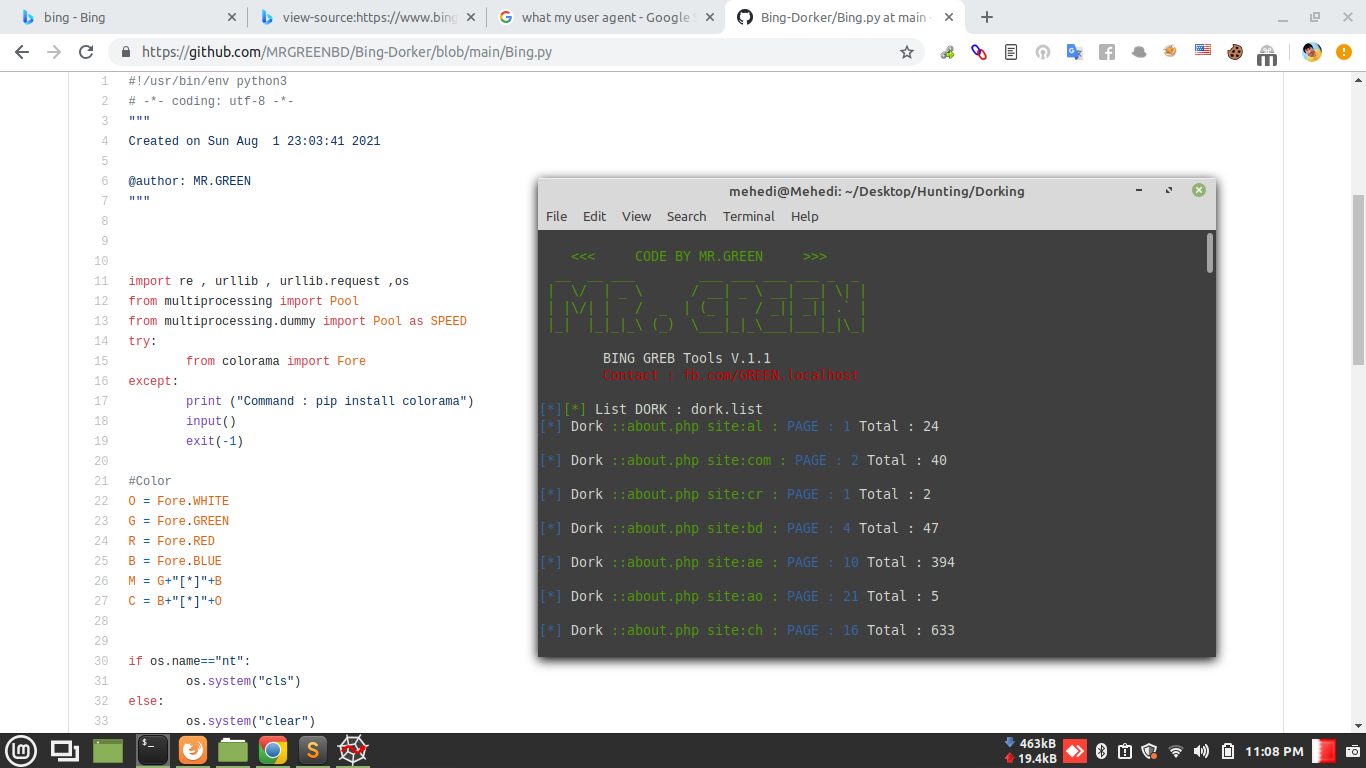 bing - Bing
view-source:https://www.bing
what my user agent - Google S
Bing-Dorker/Bing.py at main ·
https://github.com/MRGREENBD/Bing-Dorker/blob/main/Bing.py
1 #!/usr/bin/env python3
2 # -*- coding: utf-8 -*-
3 """
4 Created on Sun Aug  1 23:03:41 2021
5
6 @author: MR.GREEN
7 """
8
9
10
11 import re , urllib , urllib.request ,os
12 from multiprocessing import Pool
13 from multiprocessing.dummy import Pool as SPEED
14 try:
15 from colorama import Fore
16 except:
17 print ("Command : pip install colorama")
18 input()
19 exit(-1)
20
21 #Color
22 O = Fore.WHITE
23 G = Fore.GREEN
24 R = Fore.RED
25 B = Fore.BLUE
26 M = G+"[*]"+B
27 C = B+"[*]"+O
28
29
30 if os.name=="nt":
31 os.system("cls")
32 else:
33 os.system("clear")
mehedi@Mehedi: ~/Desktop/Hunting/Dorking
File Edit View Search Terminal Help
<<< CODE BY MR.GREEN >>>
MR. GREEN
BING GREB Tools V.1.1
Contact : fb.com/GREEN.localhost
[*][*] List DORK : dork.list
[*] Dork ::about.php site:al : PAGE : 1 Total : 24
[*] Dork ::about.php site:com : PAGE : 2 Total : 40
[*] Dork ::about.php site:cr : PAGE : 1 Total : 2
[*] Dork ::about.php site:bd : PAGE : 4 Total : 47
[*] Dork ::about.php site:ae : PAGE : 10 Total : 394
[*] Dork ::about.php site:ao : PAGE : 21 Total : 5
[*] Dork ::about.php site:ch : PAGE : 16 Total : 633
463kB
19.4kB
11:08 PM